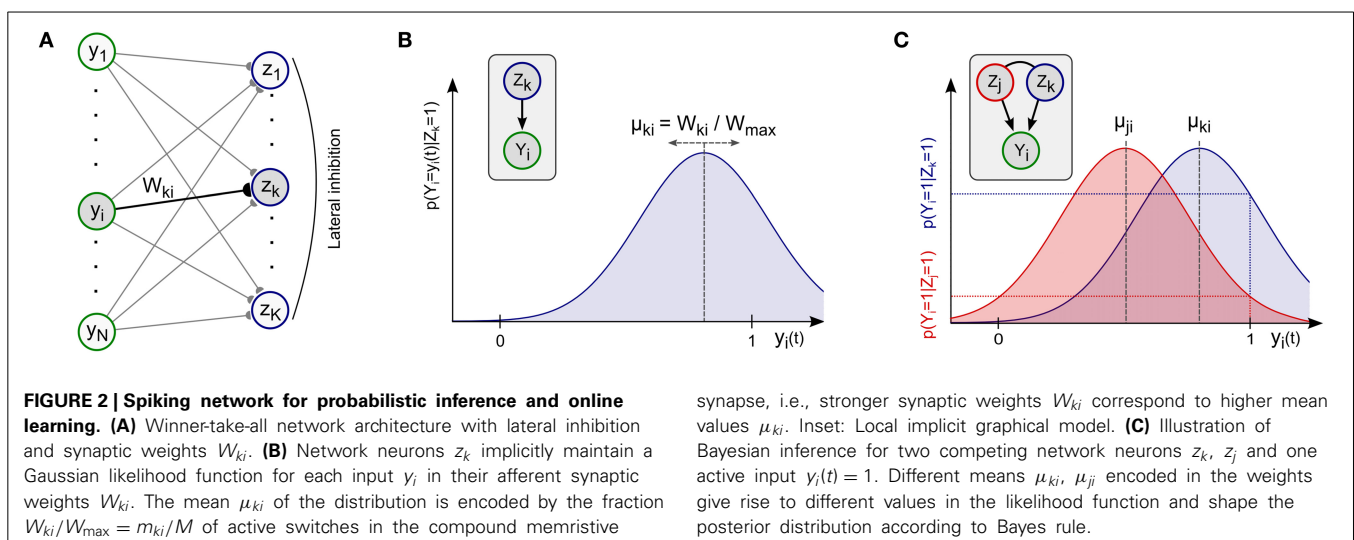 A
y1
yi
yN
Wki
z1
zk
zK
Lateral inhibition
B
p(Yi=yi(t)|Zk=1)
Zk
Yi
μki = Wki / Wmax
0
1
yi(t)
C
p(Yi=1|Zk=1)
p(Yi=1|Zj=1)
Zj
Zk
Yi
μji
μki
0
1
yi(t)
FIGURE 2 | Spiking network for probabilistic inference and online
learning. (A) Winner-take-all network architecture with lateral inhibition
and synaptic weights Wki. (B) Network neurons zk implicitly maintain a
Gaussian likelihood function for each input yi in their afferent synaptic
weights Wki. The mean μki of the distribution is encoded by the fraction
Wki/Wmax = mki/M of active switches in the compound memristive
synapse, i.e., stronger synaptic weights Wki correspond to higher mean
values μki. Inset: Local implicit graphical model. (C) Illustration of
Bayesian inference for two competing network neurons zk, zj and one
active input yi(t) = 1. Different means μki, μji encoded in the weights
give rise to different values in the likelihood function and shape the
posterior distribution according to Bayes rule.